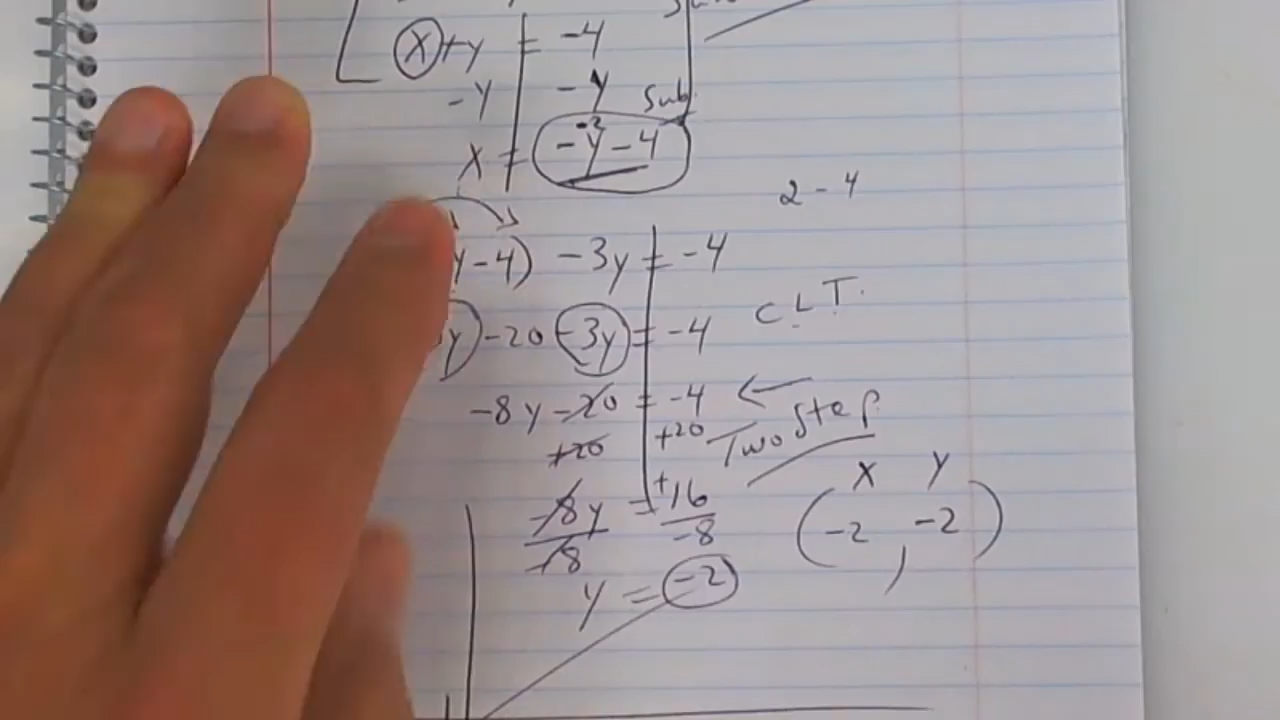 x+y = -4
-y -y
Sub
x = -y-4
-2
2 - 4
y-4) -3y = -4
y) -20 -3y = -4
C.L.T.
-8y -20 = -4
+20 +20
Two Step
-8y = +16
-8 -8
x y
(-2 , -2)
y = -2